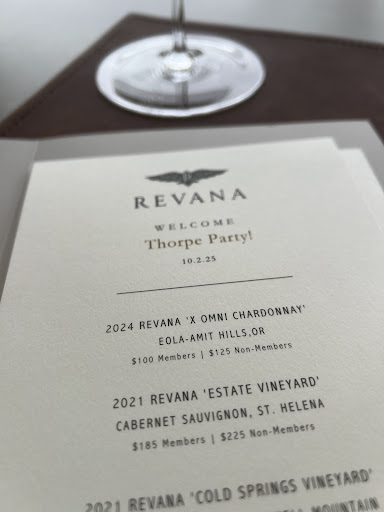 REVANA
WELCOME
Thorpe Party!
10.2.25
2024 REVANA 'X OMNI CHARDONNAY'
EOLA-AMIT HILLS,OR
$100 Members | $125 Non-Members
2021 REVANA 'ESTATE VINEYARD'
CABERNET SAUVIGNON, ST. HELENA
$185 Members | $225 Non-Members
2021 REVANA 'COLD SPRINGS VINEYARD'
MOUNTAIN